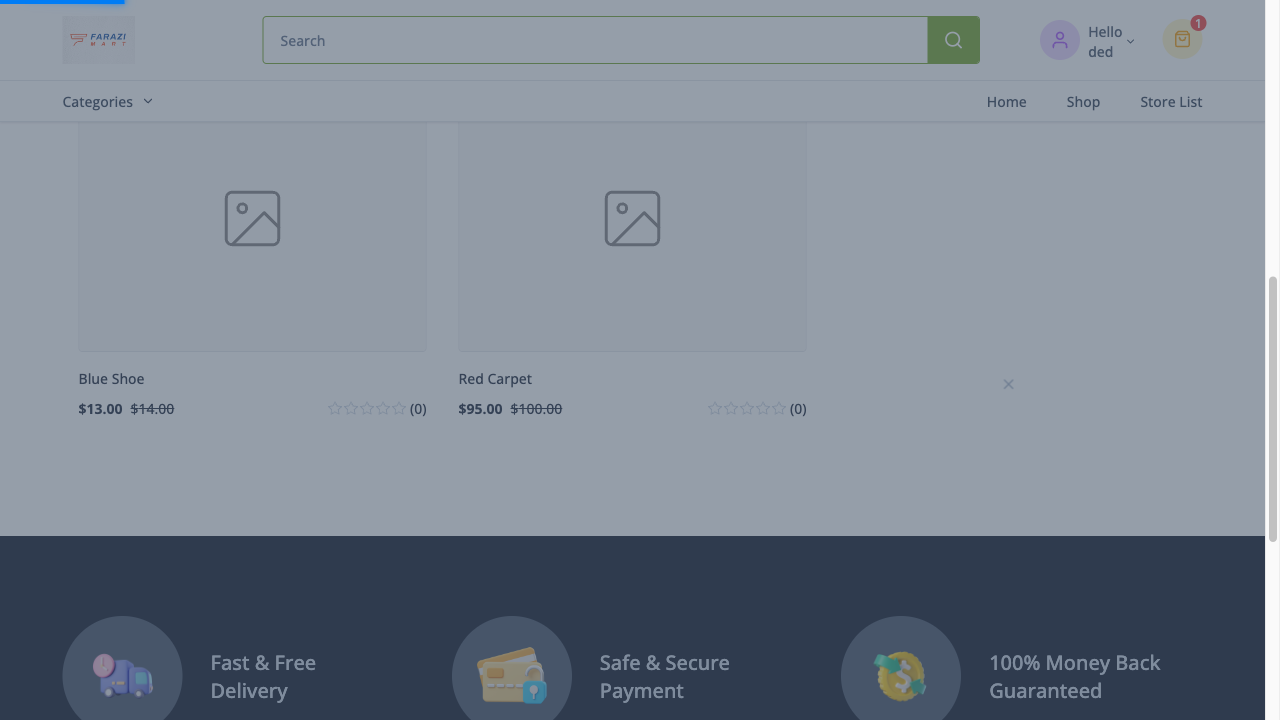 FARAZI
MART
Search
Hello
ded
1
Categories
Home
Shop
Store List
Blue Shoe
$13.00 $14.00
(0)
Red Carpet
$95.00 $100.00
(0)
Fast & Free
Delivery
Safe & Secure
Payment
100% Money Back
Guaranteed